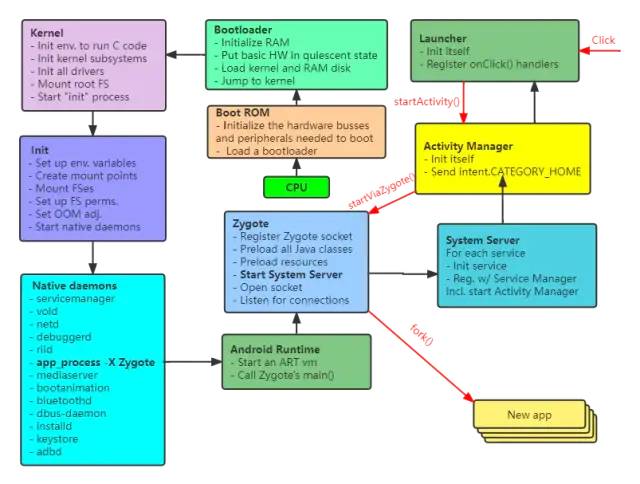 Kernel
- Init env. to run C code
- Init kernel subsystems
- Init all drivers
- Mount root FS
- Start "init" process
Bootloader
- Initialize RAM
- Put basic HW in quiescent state
- Load kernel and RAM disk
- Jump to kernel
Launcher
- Init Itself
- Register onClick() handlers
Click
startActivity()
Boot ROM
- Initialize the hardware busses
and peripherals needed to boot
- Load a bootloader
Activity Manager
- Init itself
- Send intent.CATEGORY_HOME
Init
- Set up env. variables
- Create mount points
- Mount FSes
- Set up FS perms.
- Set OOM adj.
- Start native daemons
CPU
startViaZygote()
Zygote
- Register Zygote socket
- Preload all Java classes
- Preload resources
- Start System Server
- Open socket
- Listen for connections
System Server
For each service
- Init service
- Reg. w/ Service Manager
Incl. start Activity Manager
Native daemons
- servicemanager
- vold
- netd
- debuggerd
- rild
- app_process -X Zygote
- mediaserver
- bootanimation
- bluetoothd
- dbus-daemon
- installd
- keystore
- adbd
Android Runtime
- Start an ART vm
- Call Zygote's main()
fork()
New app